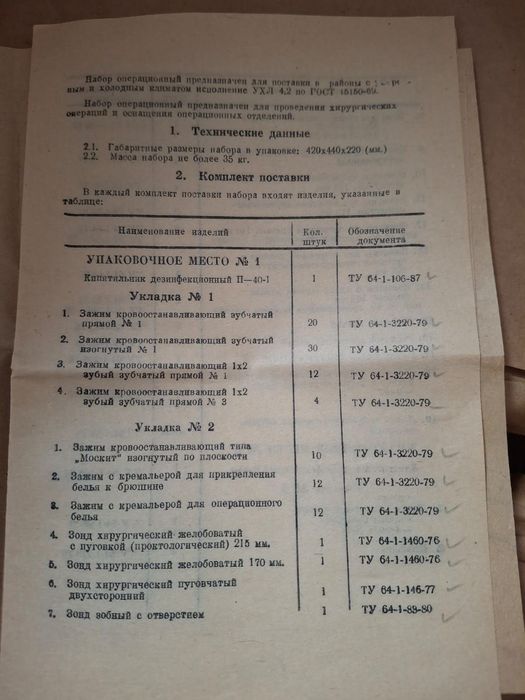 Набор операционный предназначен для поставки в районы с
ным и холодным климатом исполнение УХЛ 4.2 по ГОСТ 15150-69.
Набор операционный предназначен для проведения хирургических
операций и оснащения операционных отделений.
1. Технические данные
2.1. Габаритные размеры набора в упаковке: 420х440х220 (мм.)
2.2. Масса набора не более 35 кг.
2. Комплект поставки
В каждый комплект поставки набора входят изделия, указанные в
таблице:
Наименование изделий Кол. штук Обозначение документа
УПАКОВОЧНОЕ МЕСТО № 1
Кипятильник дезинфекционный П—40-1 1 ТУ 64-1-106-87
Укладка № 1
1. Зажим кровоостанавливающий зубчатый
прямой № 1 20 ТУ 64-1-3220-79
2. Зажим кровоостанавливающий зубчатый
изогнутый № 1 30 ТУ 64-1-3220-79
3. Зажим кровоостанавливающий 1х2
зубый зубчатый прямой № 1 12 ТУ 64-1-3220-79
4. Зажим кровоостанавливающий 1х2
зубый зубчатый прямой № 3 4 ТУ 64-1-3220-79
Укладка № 2
1. Зажим кровоостанавливающий типа
„Москит" изогнутый по плоскости 10 ТУ 64-1-3220-79
2. Зажим с кремальерой для прикрепления
белья к брюшине 12 ТУ 64-1-3220-79
3. Зажим с кремальерой для операционного
белья 12 ТУ 64-1-3220-79
4. Зонд хирургический желобоватый
с пуговкой (проктологический) 215 мм. 1 ТУ 64-1-1460-76
5. Зонд хирургический желобоватый 170 мм. 1 ТУ 64-1-1460-76
6. Зонд хирургический пуговчатый
двухсторонний 1 ТУ 64-1-146-77
7. Зонд зобный с отверстием 1 ТУ 64-1-83-80